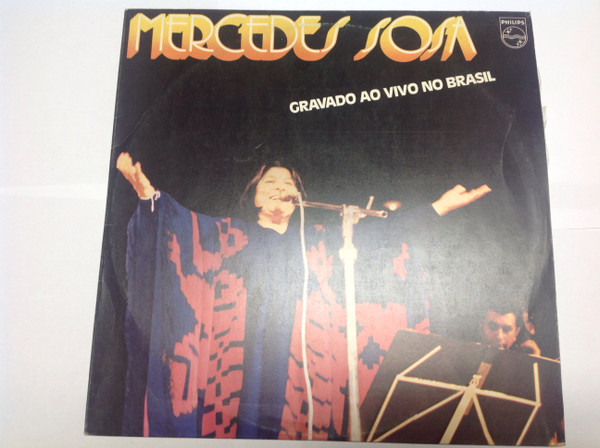 MERCEDES SOSA
PHILIPS
GRAVADO AO VIVO NO BRASIL